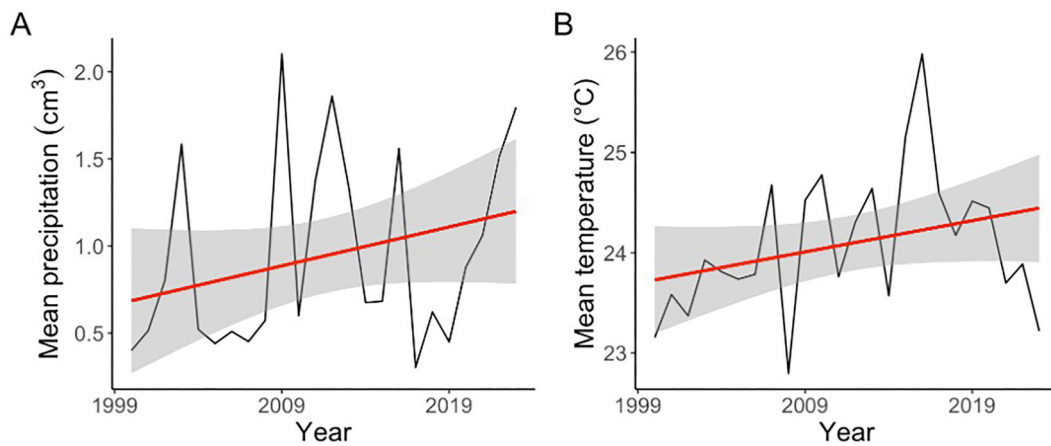 A
Mean precipitation (cm³)
2.0
1.5
1.0
0.5
1999 2009 2019
Year
B
Mean temperature (°C)
26
25
24
23
1999 2009 2019
Year